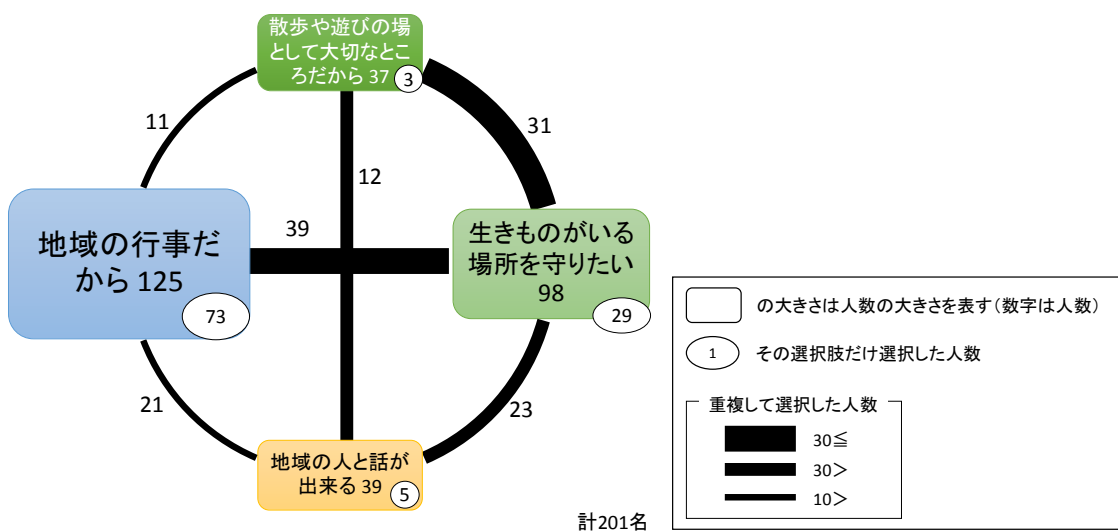 散歩や遊びの場
として大切なとこ
ろだから 37
3
11
31
12
39
地域の行事だ
から 125
73
生きものがいる
場所を守りたい
98
29
21
23
地域の人と話が
出来る 39
5
計201名
の大きさは人数の大きさを表す(数字は人数)
1 その選択肢だけ選択した人数
重複して選択した人数
30≦
30>
10>